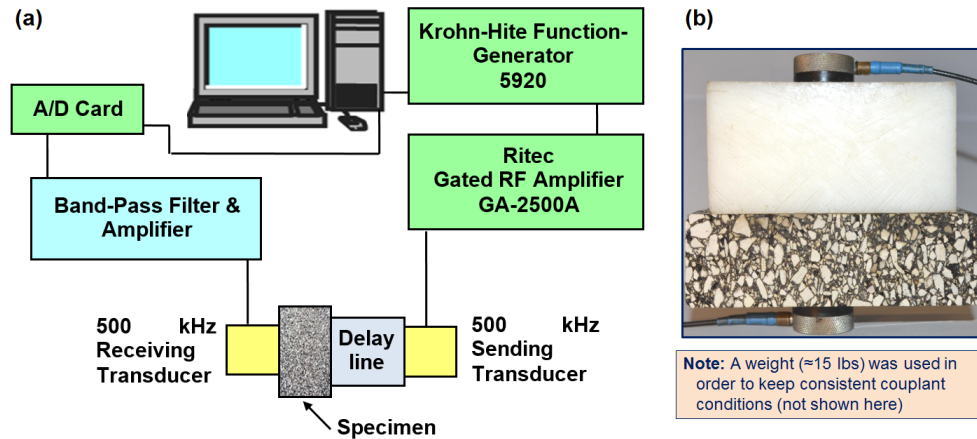 (a)
Krohn-Hite Function-
Generator
5920
A/D Card
Ritec
Gated RF Amplifier
GA-2500A
Band-Pass Filter &
Amplifier
500 kHz
Receiving
Transducer
Delay
line
500 kHz
Sending
Transducer
Specimen
(b)
Note: A weight (≈15 lbs) was used in
order to keep consistent couplant
conditions (not shown here)